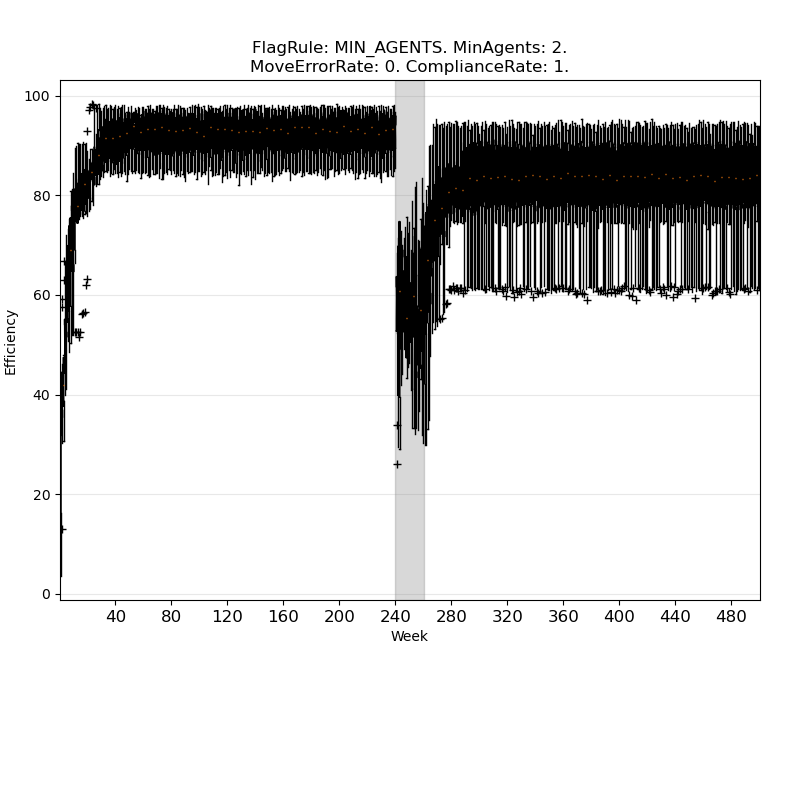 FlagRule: MIN_AGENTS. MinAgents: 2.
MoveErrorRate: 0. ComplianceRate: 1.
100
80
60
40
20
0
Efficiency
40 80 120 160 200 240 280 320 360 400 440 480
Week